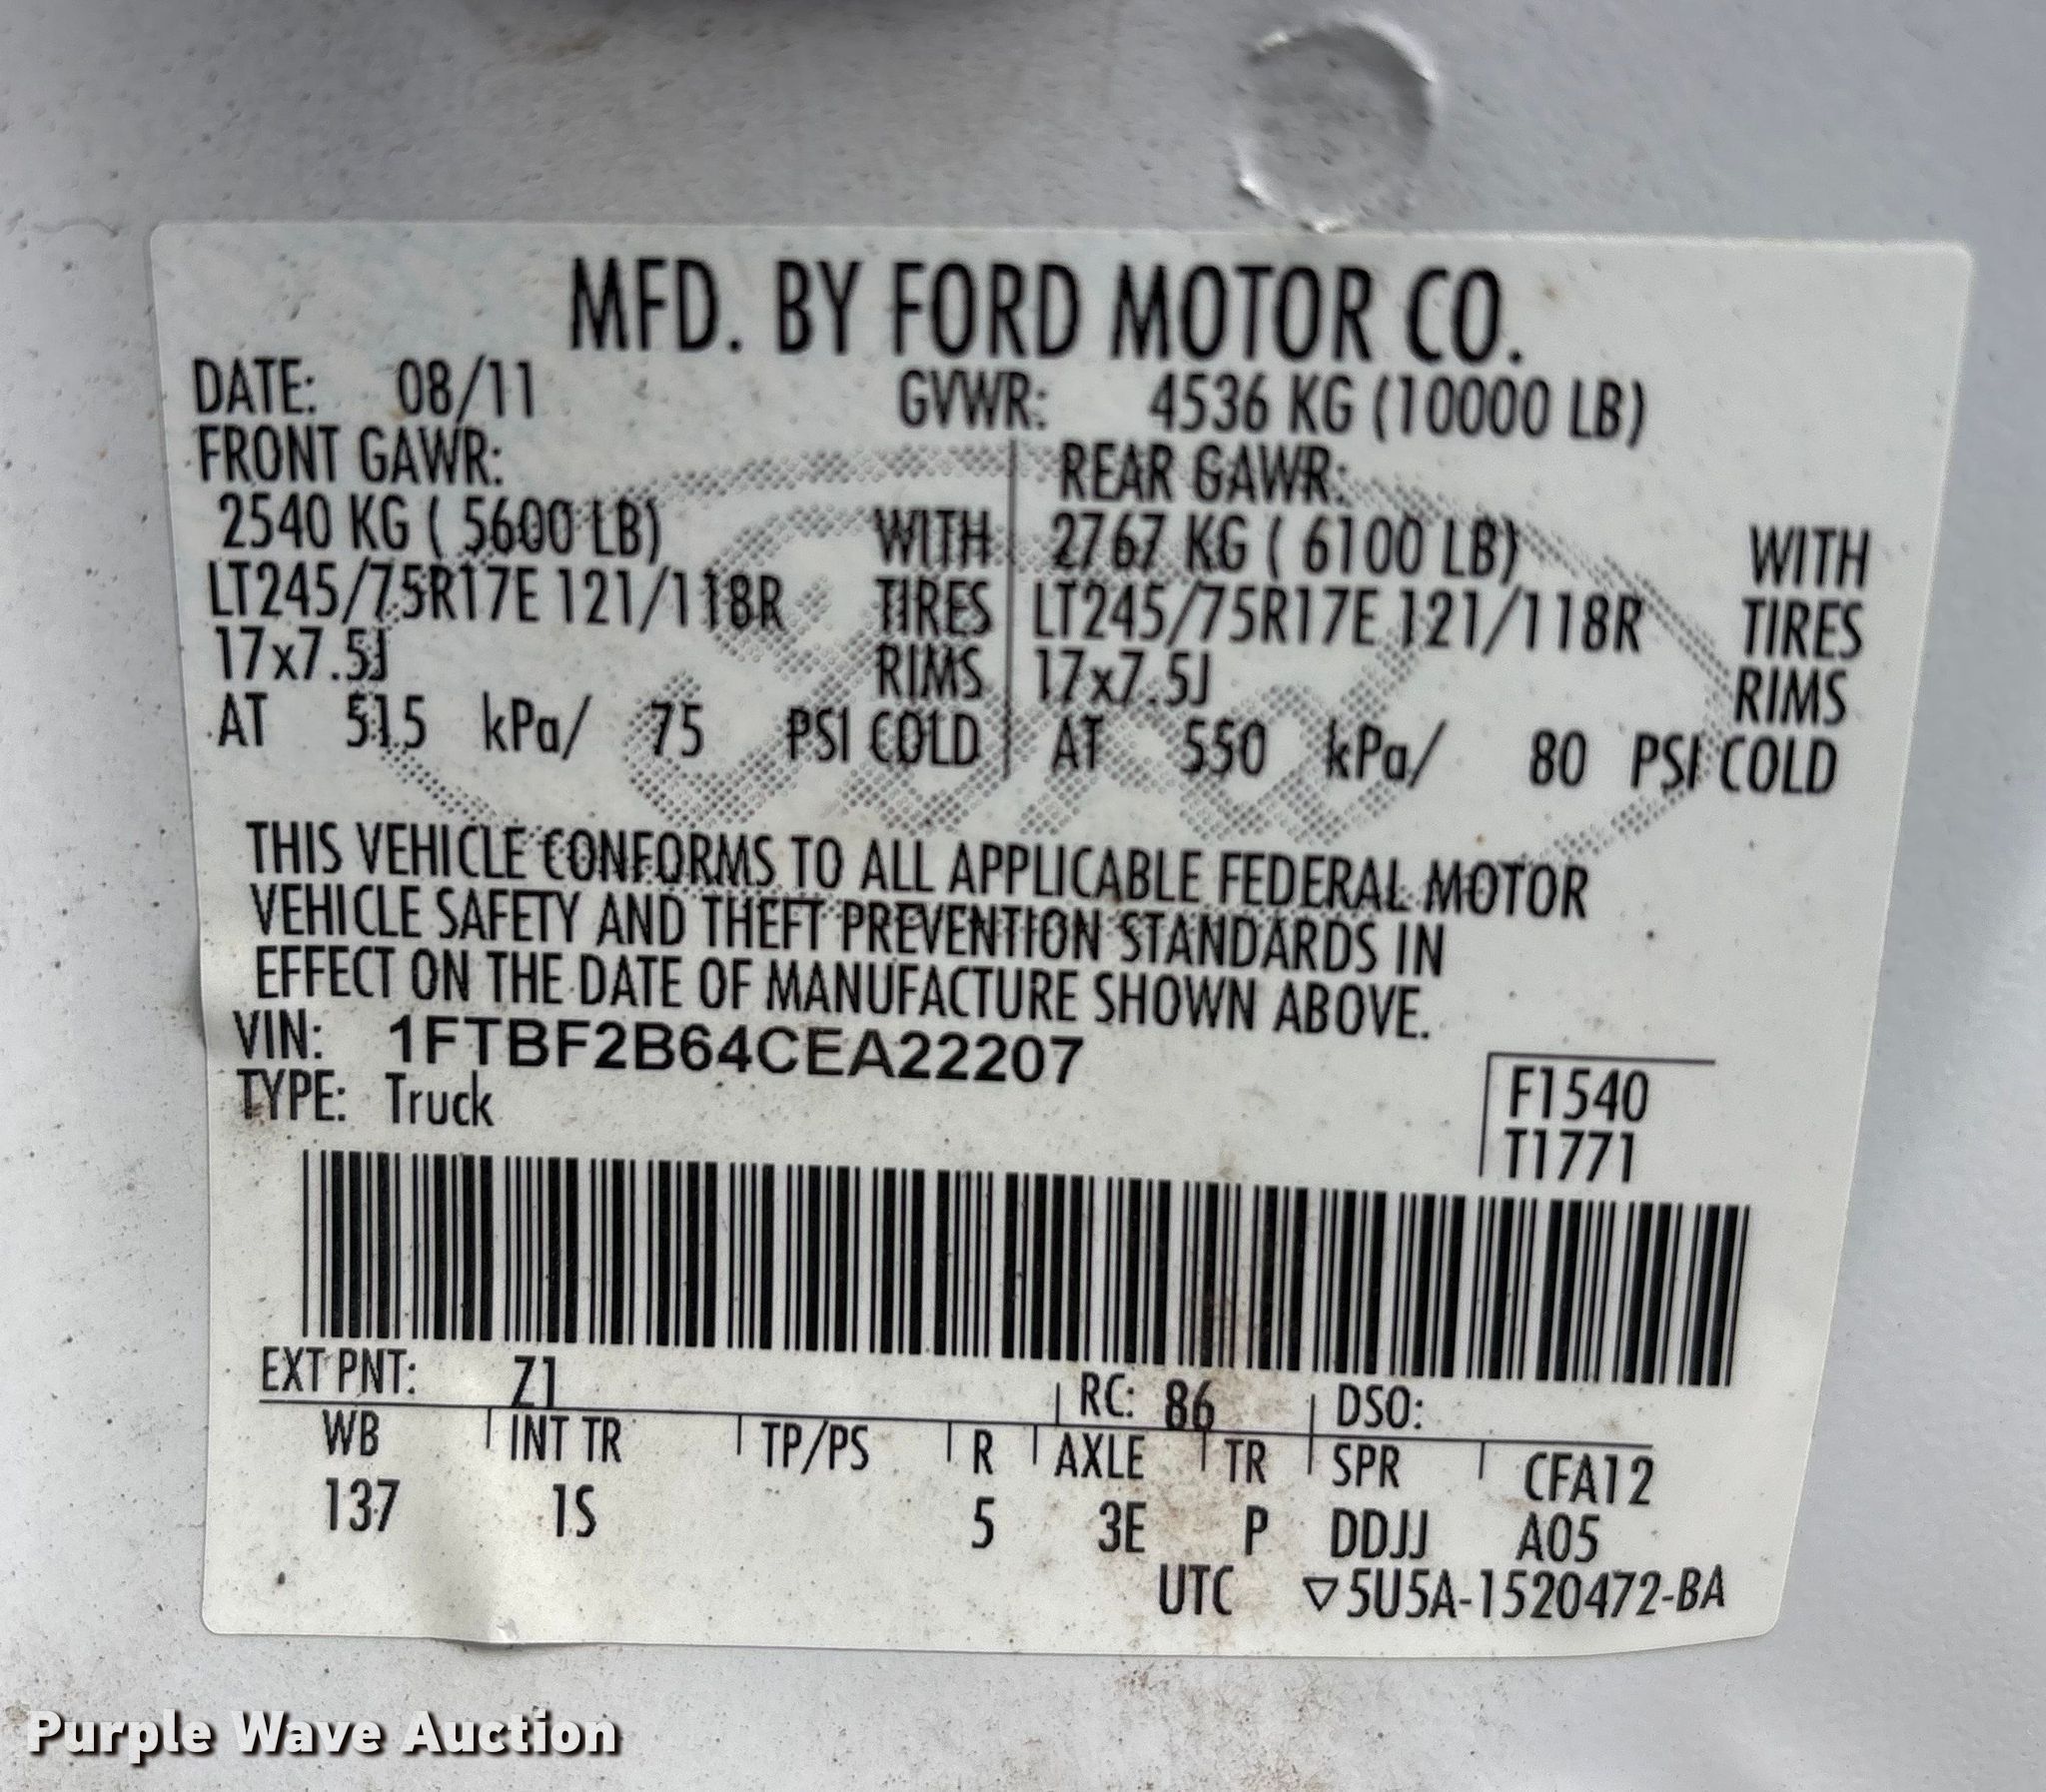 MFD. BY FORD MOTOR CO.
DATE: 08/11 GVWR: 4536 KG (10000 LB)
FRONT GAWR: REAR GAWR:
2540 KG ( 5600 LB) WITH 2767 KG ( 6100 LB) WITH
LT245/75R17E 121/118R TIRES LT245/75R17E 121/118R TIRES
17x7.5J RIMS 17x7.5J RIMS
AT 515 kPa/ 75 PSI COLD AT 550 kPa/ 80 PSI COLD
THIS VEHICLE CONFORMS TO ALL APPLICABLE FEDERAL MOTOR
VEHICLE SAFETY AND THEFT PREVENTION STANDARDS IN
EFFECT ON THE DATE OF MANUFACTURE SHOWN ABOVE.
VIN: 1FTBF2B64CEA22207
TYPE: Truck
F1540
T1771
EXT PNT: Z1 RC: 86 DSO:
WB INT TR TP/PS R AXLE TR SPR CFA12
137 1S 5 3E P DDJJ A05
UTC ▽5U5A-1520472-BA
Purple Wave Auction